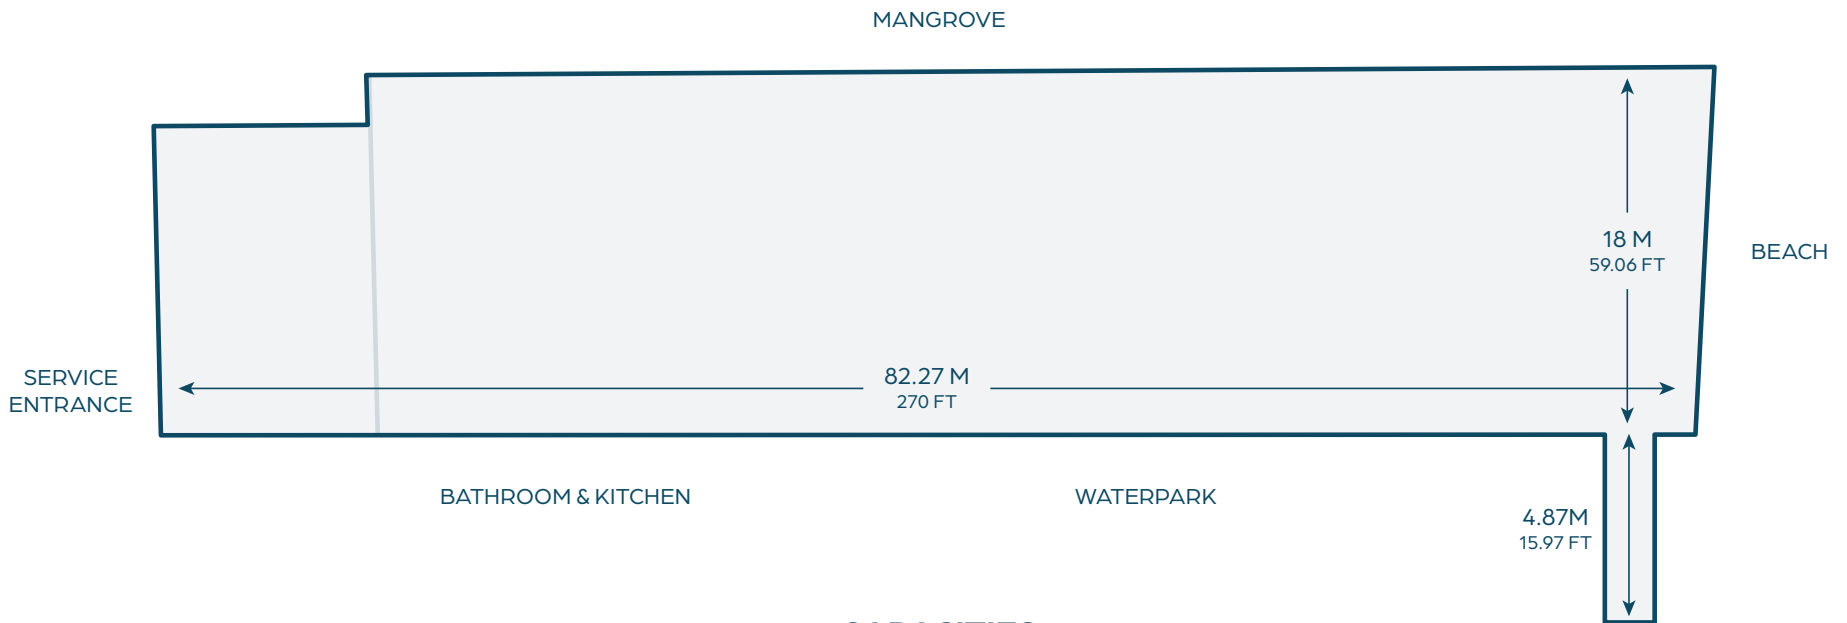 MANGROVE
18 M
59.06 FT
BEACH
SERVICE
ENTRANCE
82.27 M
270 FT
BATHROOM & KITCHEN
WATERPARK
4.87M
15.97 FT